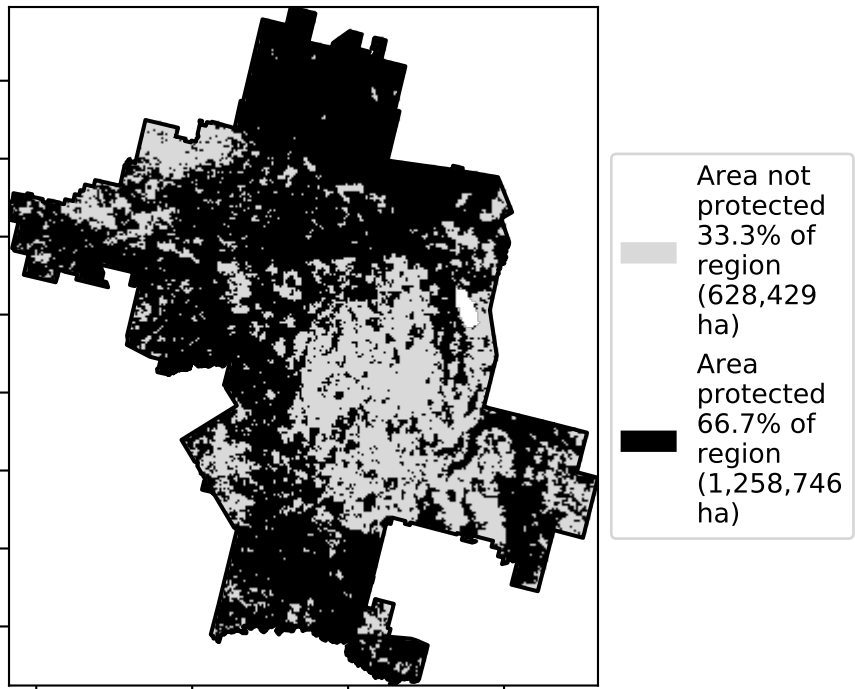 Area not
protected
33.3% of
region
(628,429
ha)
Area
protected
66.7% of
region
(1,258,746
ha)